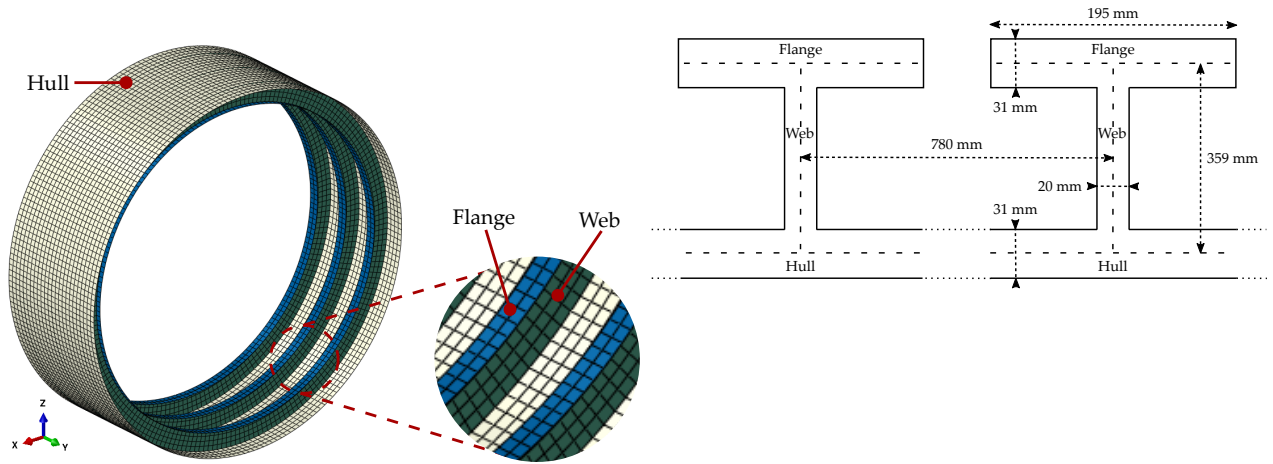 Hull
Flange
Web
Z
X
Y
195 mm
Flange
Flange
31 mm
Web
Web
780 mm
359 mm
20 mm
31 mm
Hull
Hull